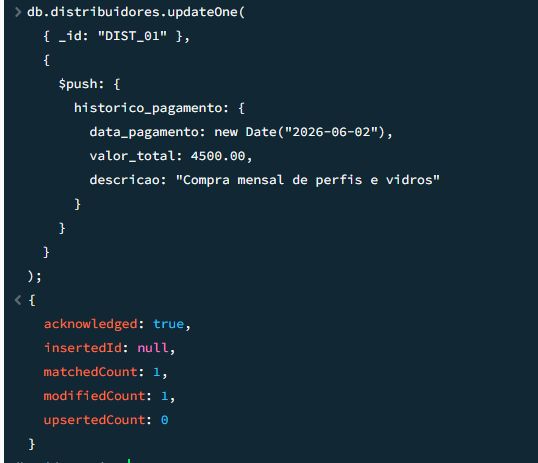 > db.distribuidores.updateOne(
{ _id: "DIST_01" },
{
$push: {
historico_pagamento: {
data_pagamento: new Date("2026-06-02"),
valor_total: 4500.00,
descricao: "Compra mensal de perfis e vidros"
}
}
}
);
< {
acknowledged: true,
insertedId: null,
matchedCount: 1,
modifiedCount: 1,
upsertedCount: 0
}